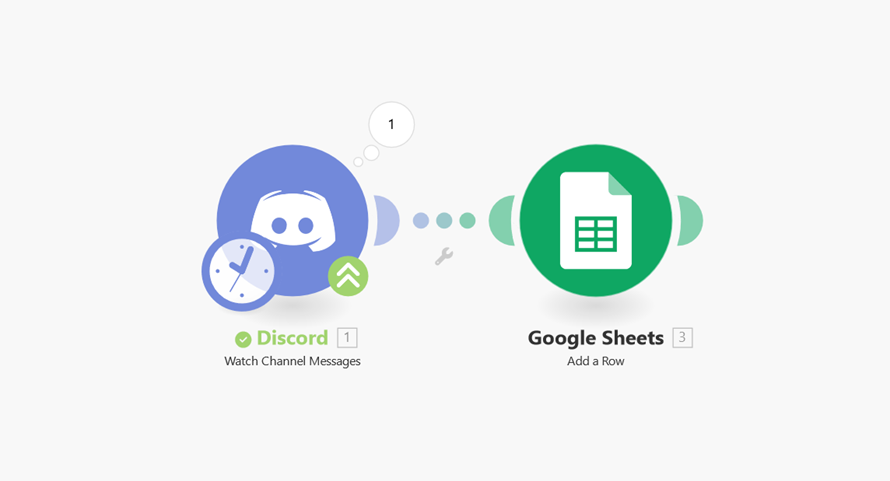 1
Discord 1
Watch Channel Messages
Google Sheets 3
Add a Row